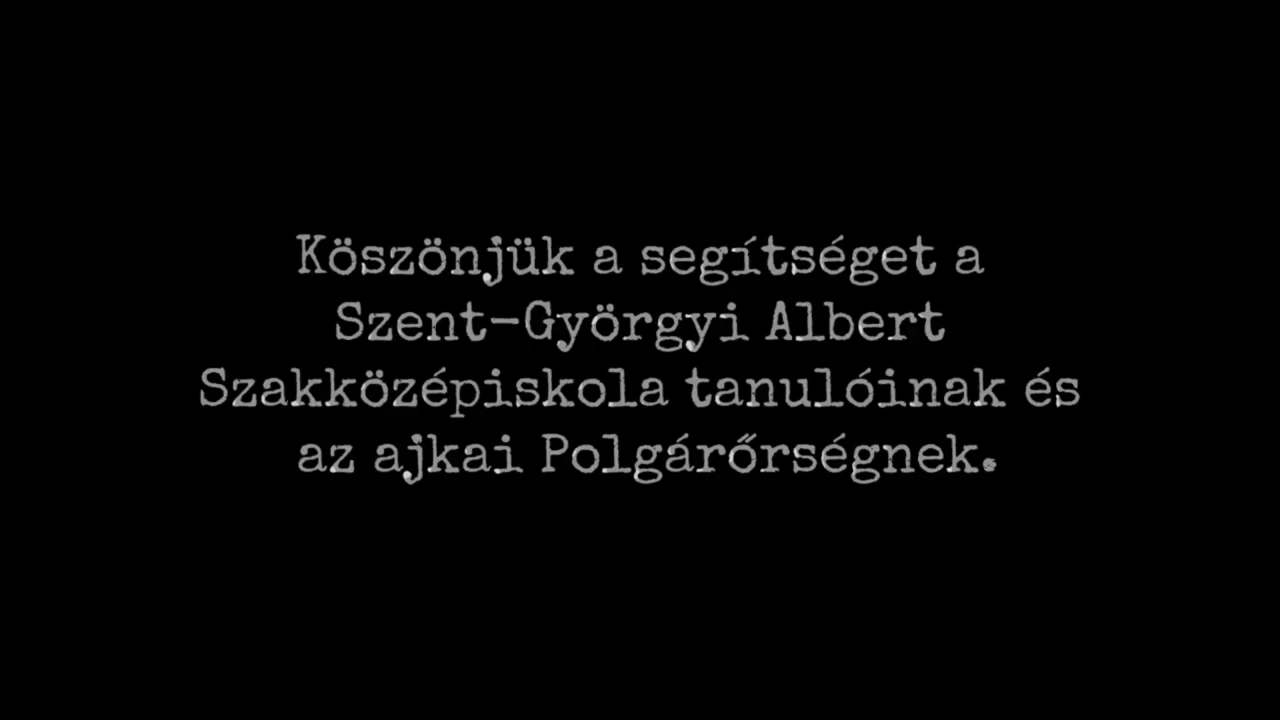 Köszönjük a segítséget a
Szent-Györgyi Albert
Szakközépiskola tanulóinak és
az ajkai Polgárőrségnek.